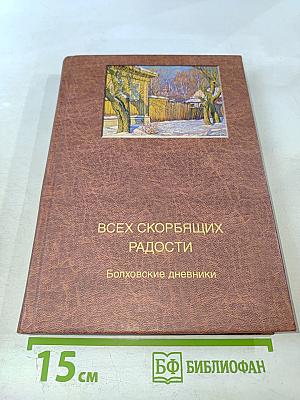 ВСЕХ СКОРБЯЩИХ
РАДОСТИ
Болховские дневники
15 см
БФ БИБЛИОФАН